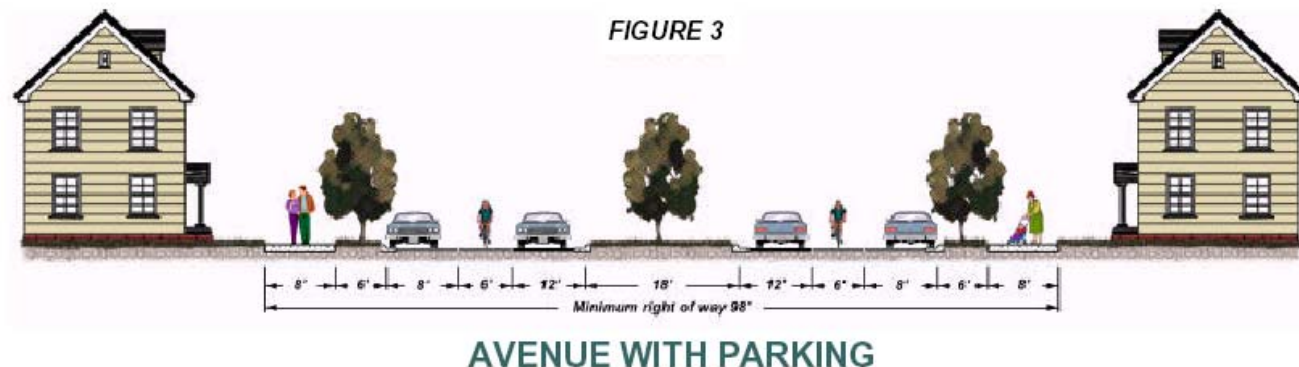 FIGURE 3
8' 6' 8' 6' 12' 18' 12' 6' 8' 6' 8'
Minimum right of way 98'
AVENUE WITH PARKING